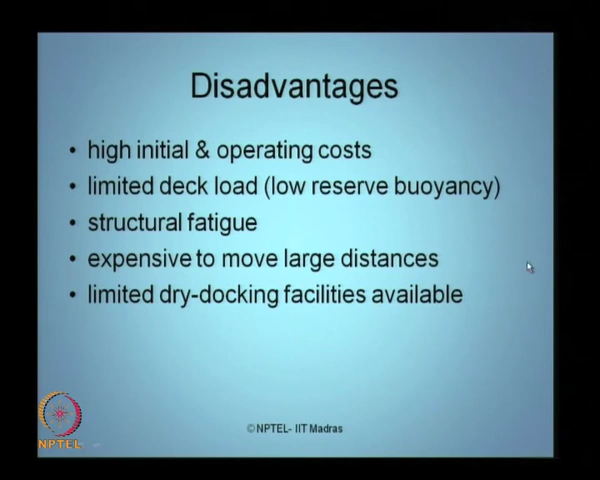 Disadvantages
• high initial & operating costs
• limited deck load (low reserve buoyancy)
• structural fatigue
• expensive to move large distances
• limited dry-docking facilities available
NPTEL
© NPTEL- IIT Madras